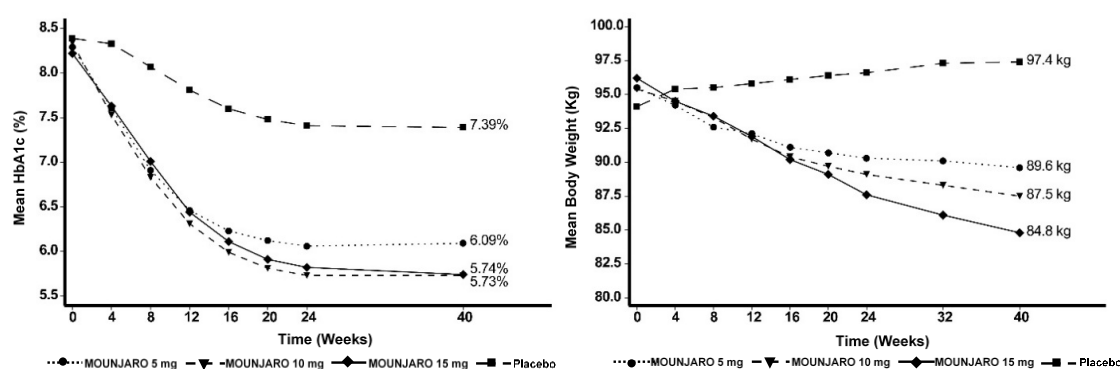 Mean HbA1c (%)
8.5
8.0
7.5
7.0
6.5
6.0
5.5
7.39%
6.09%
5.74%
5.73%
0 4 8 12 16 20 24 40
Time (Weeks)
MOUNJARO 5 mg MOUNJARO 10 mg MOUNJARO 15 mg Placebo
Mean Body Weight (Kg)
100.0
97.5
95.0
92.5
90.0
87.5
85.0
82.5
80.0
97.4 kg
89.6 kg
87.5 kg
84.8 kg
0 4 8 12 16 20 24 32 40
Time (Weeks)
MOUNJARO 5 mg MOUNJARO 10 mg MOUNJARO 15 mg Placebo